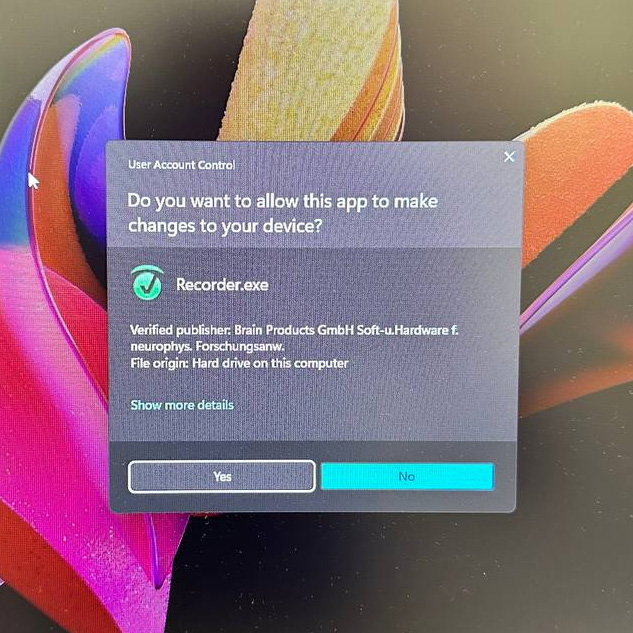 User Account Control
Do you want to allow this app to make
changes to your device?
Recorder.exe
Verified publisher: Brain Products GmbH Soft-u.Hardware f.
neurophys. Forschungsanw.
File origin: Hard drive on this computer
Show more details
Yes
No